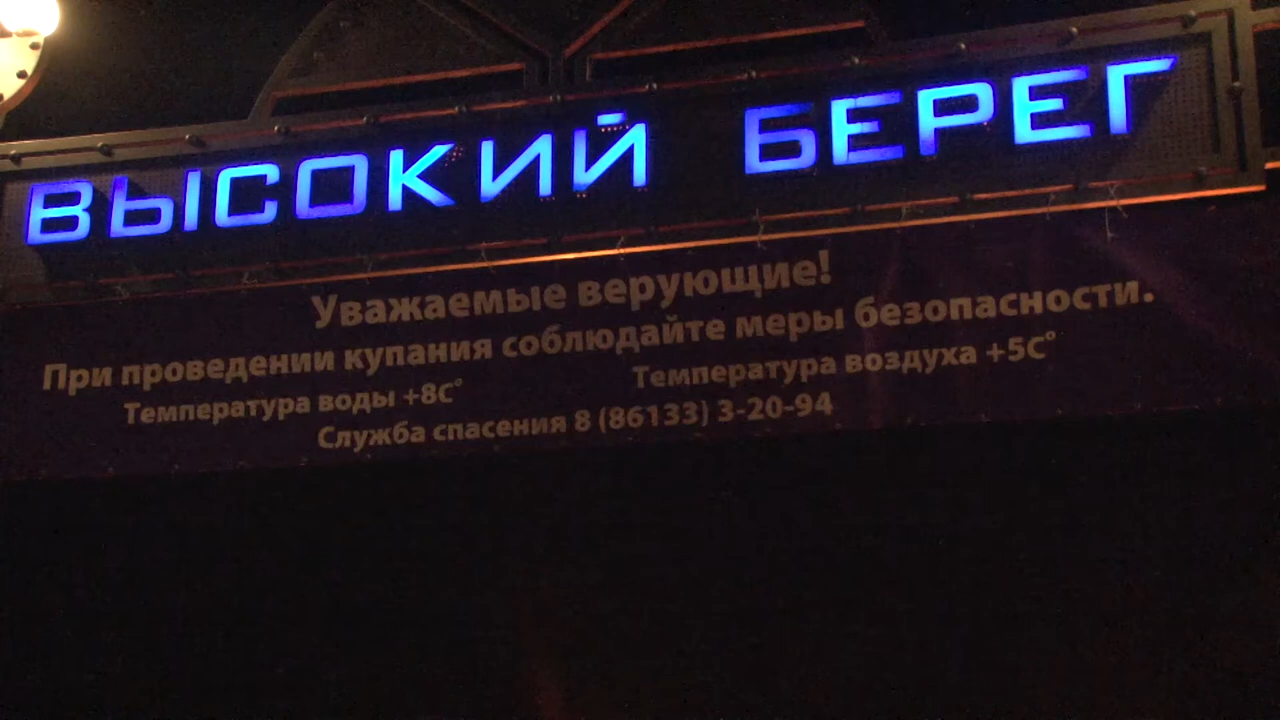 ВЫСОКИЙ БЕРЕГ
Уважаемые верующие!
При проведении купания соблюдайте меры безопасности.
Температура воды +8С° Температура воздуха +5С°
Служба спасения 8 (86133) 3-20-94